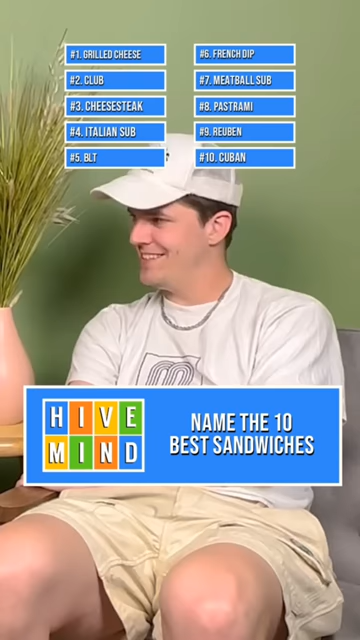 #1. GRILLED CHEESE
#2. CLUB
#3. CHEESESTEAK
#4. ITALIAN SUB
#5. BLT
#6. FRENCH DIP
#7. MEATBALL SUB
#8. PASTRAMI
#9. REUBEN
#10. CUBAN
HIVE
MIND
NAME THE 10
BEST SANDWICHES